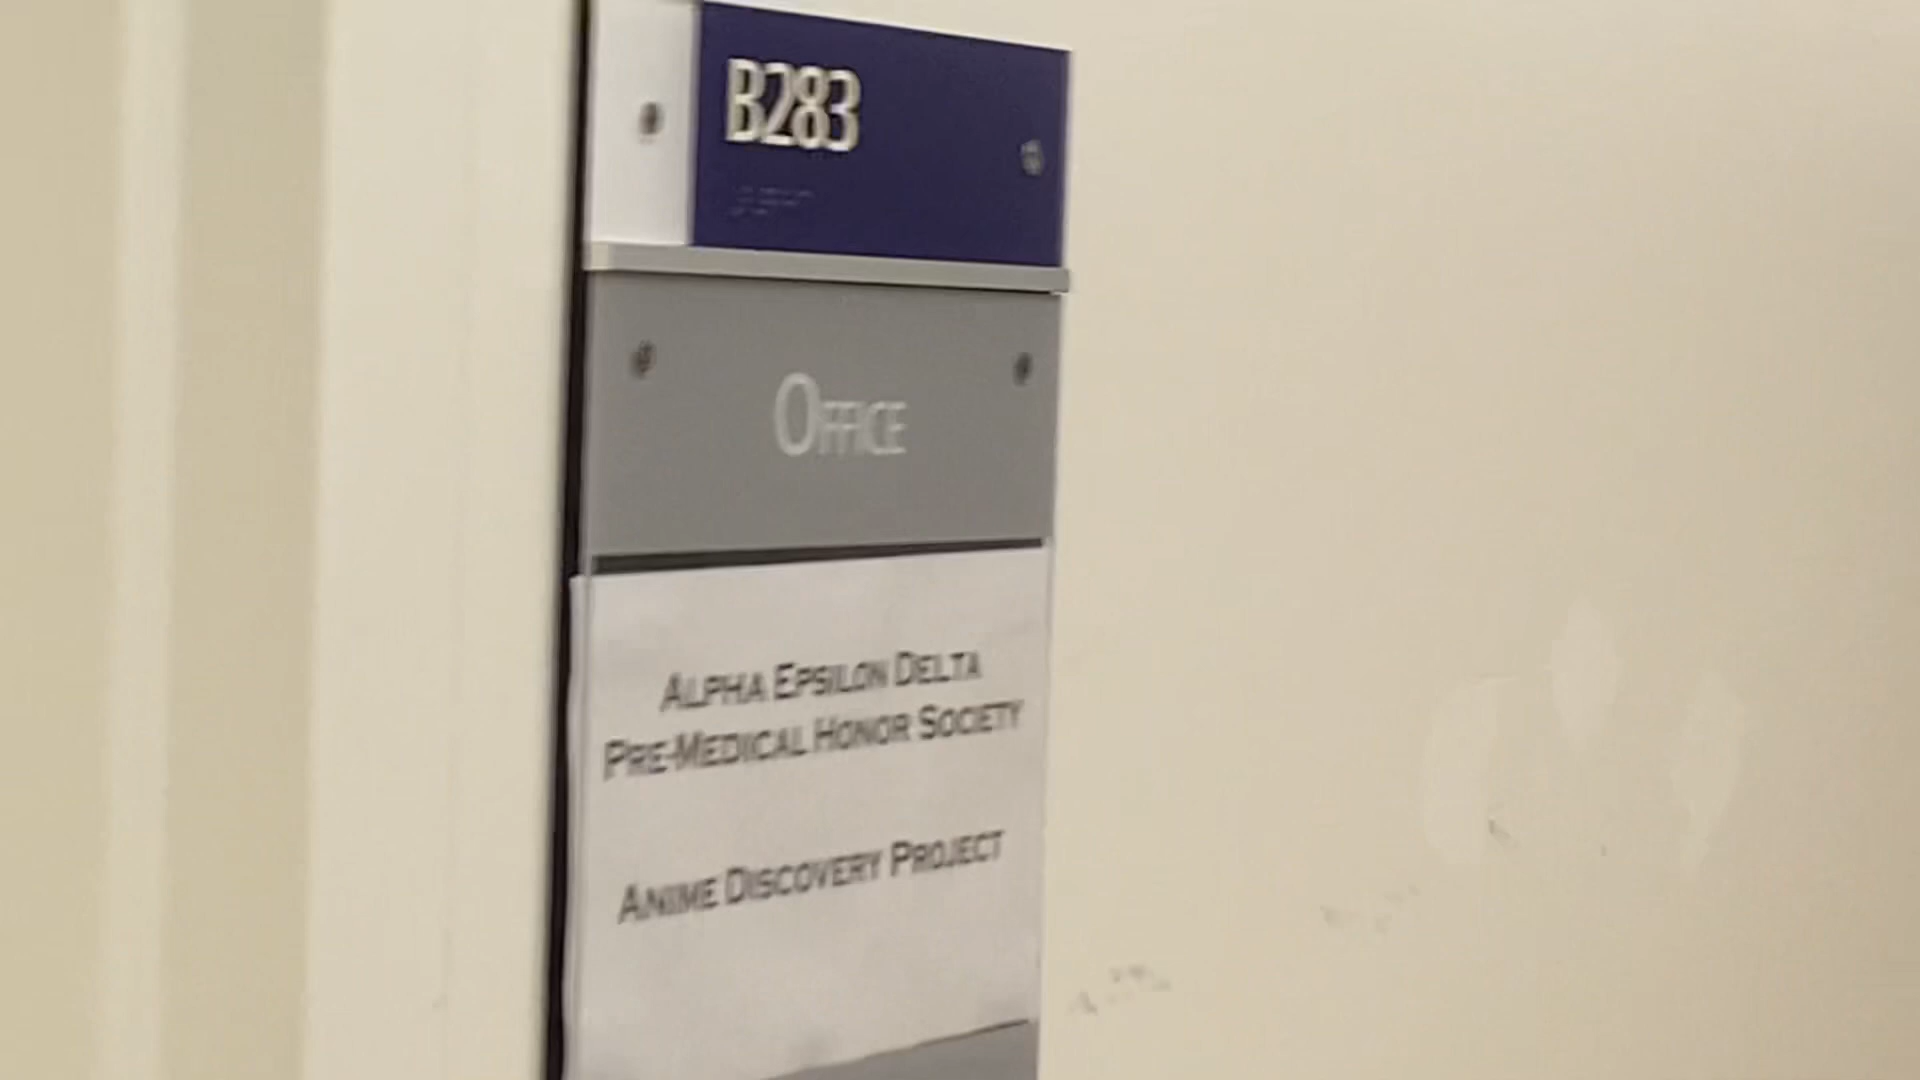 B283
OFFICE
ALPHA EPSILON DELTA
PRE-MEDICAL HONOR SOCIETY
ANIME DISCOVERY PROJECT